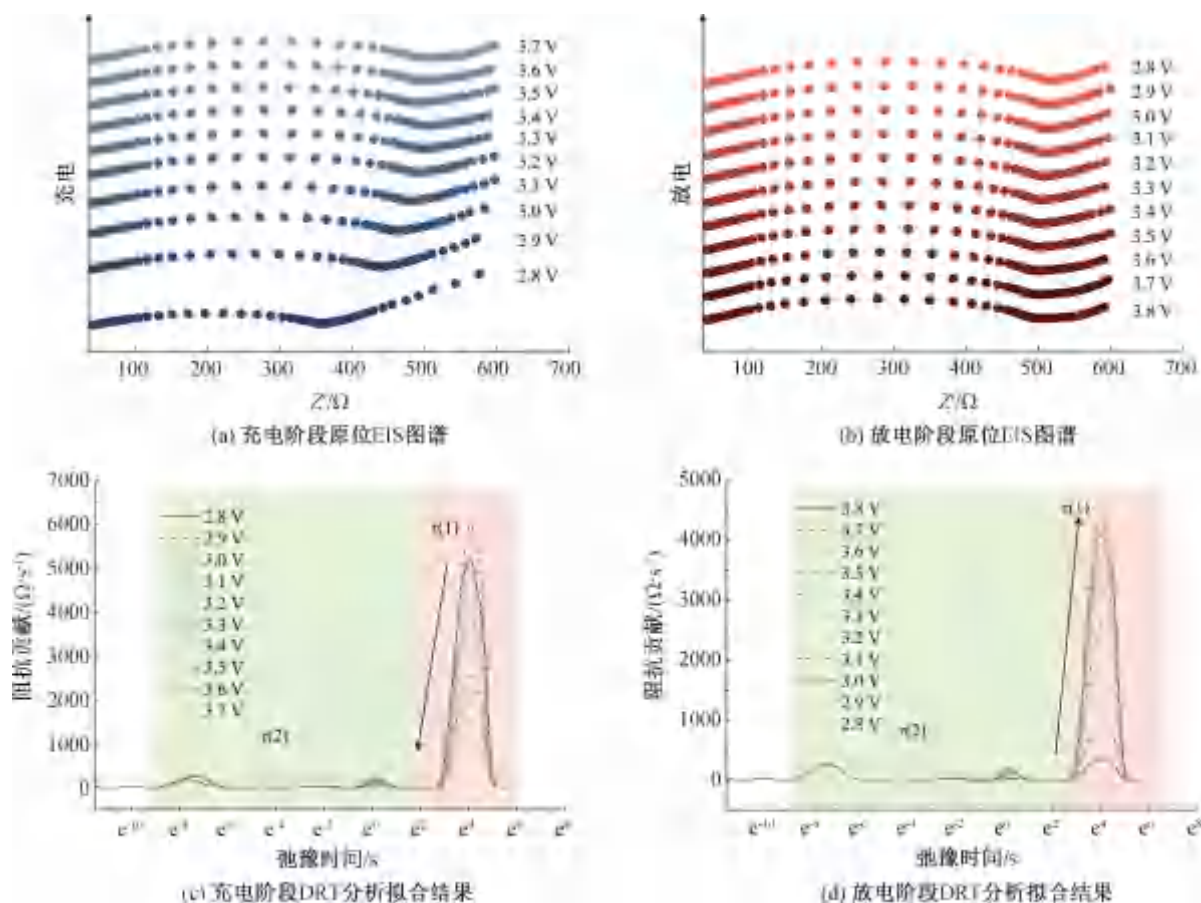 充电
3.7 V
3.6 V
3.5 V
3.4 V
3.3 V
3.2 V
3.1 V
3.0 V
2.8 V
100 200 300 400 500 600 700
Z'/Ω
(a) 充电阶段原位EIS图谱
放电
2.8 V
2.9 V
3.0 V
3.1 V
3.2 V
3.3 V
3.4 V
3.5 V
3.6 V
3.7 V
3.8 V
100 200 300 400 500 600 700
Z'/Ω
(b) 放电阶段原位EIS图谱
阻抗贡献/(Ω·s⁻¹)
7000
6000
5000
4000
3000
2000
1000
0
2.8 V
2.9 V
3.0 V
3.1 V
3.2 V
3.3 V
3.4 V
3.5 V
3.6 V
3.7 V
τ(1)
τ(2)
弛豫时间/s
(c) 充电阶段DRT分析拟合结果
阻抗贡献/(Ω·s⁻¹)
5000
4000
3000
2000
1000
0
3.8 V
3.7 V
3.6 V
3.5 V
3.4 V
3.3 V
3.2 V
3.1 V
3.0 V
2.9 V
2.8 V
τ(1)
τ(2)
e⁻² e² e⁴
弛豫时间/s
(d) 放电阶段DRT分析拟合结果